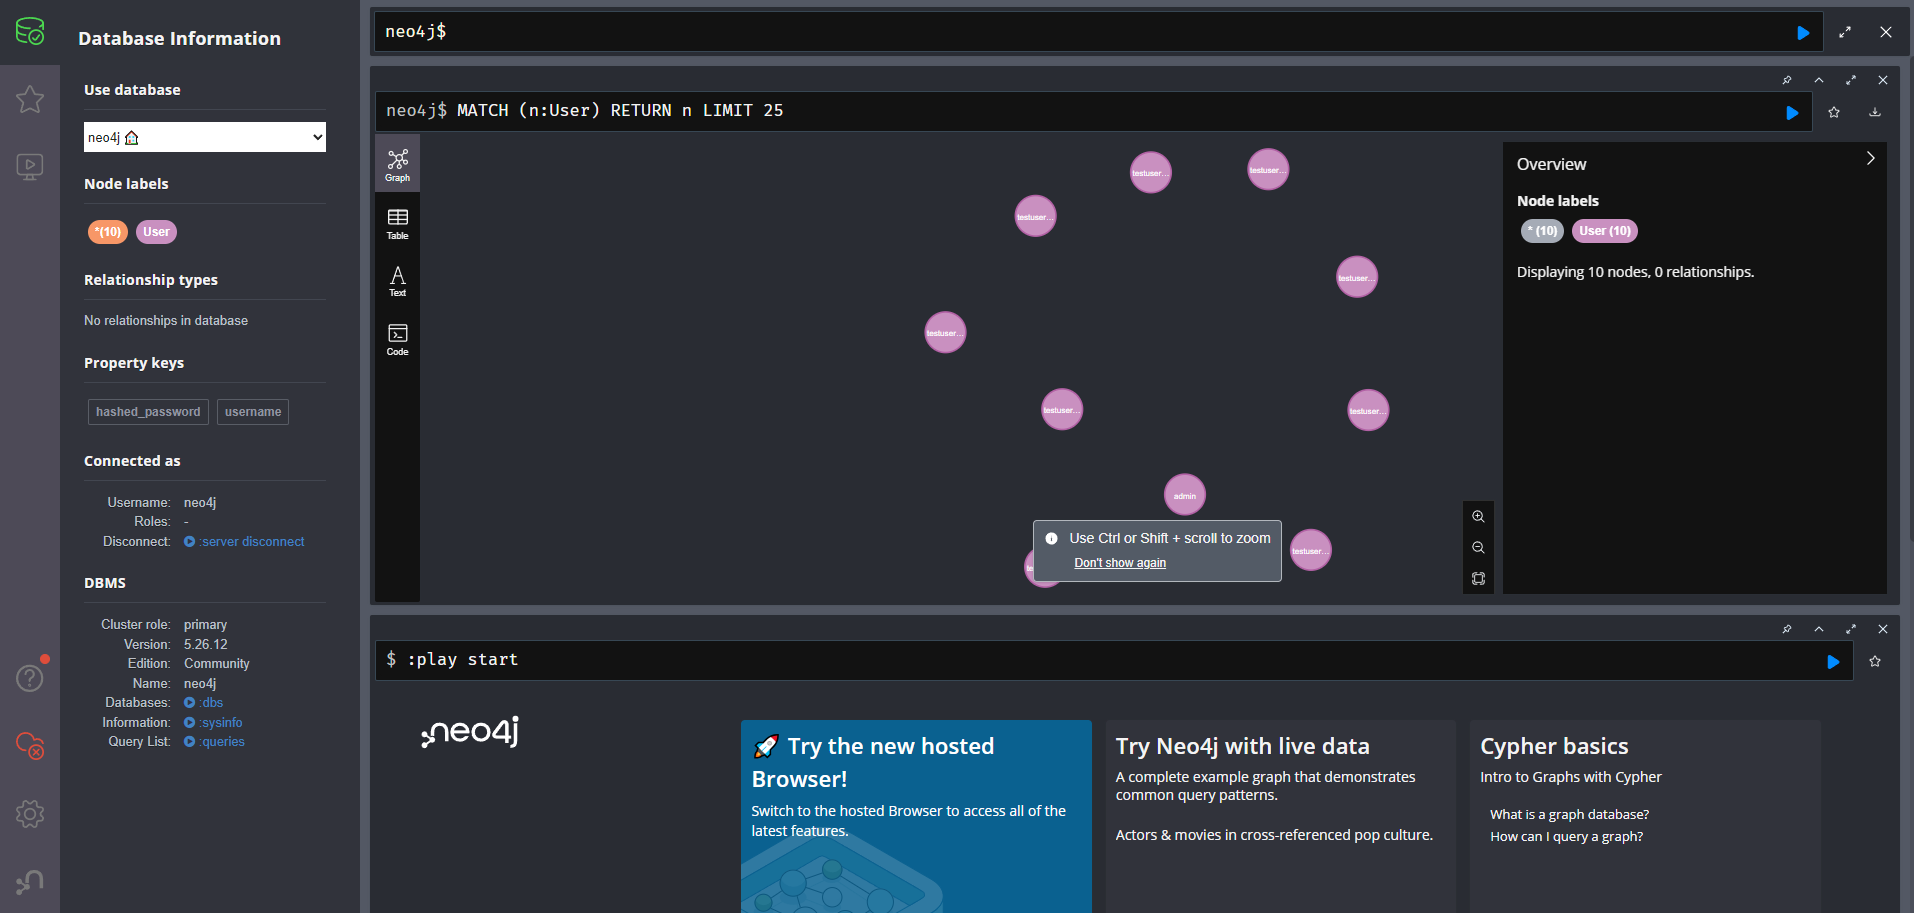 Database Information
Use database
neo4j
Node labels
*(10) User
Relationship types
No relationships in database
Property keys
hashed_password username
Connected as
Username: neo4j
Roles: -
Disconnect: :server disconnect
DBMS
Cluster role: primary
Version: 5.26.12
Edition: Community
Name: neo4j
Databases: :dbs
Information: :sysinfo
Query List: :queries
neo4j$
neo4j$ MATCH (n:User) RETURN n LIMIT 25
Graph
Table
Text
Code
testuser...
testuser...
testuser...
testuser...
testuser...
testuser...
testuser...
admin
testuser...
te
Use Ctrl or Shift + scroll to zoom
Don't show again
Overview
Node labels
* (10) User (10)
Displaying 10 nodes, 0 relationships.
$ :play start
neo4j
Try the new hosted
Browser!
Switch to the hosted Browser to access all of the
latest features.
Try Neo4j with live data
A complete example graph that demonstrates
common query patterns.
Actors & movies in cross-referenced pop culture.
Cypher basics
Intro to Graphs with Cypher
What is a graph database?
How can I query a graph?